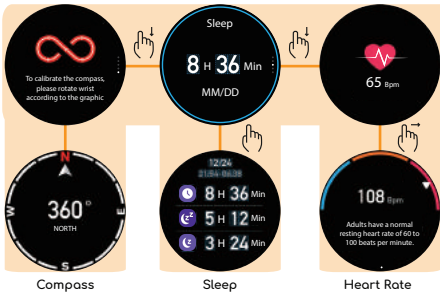 Sleep
8 H 36 Min
MM/DD
To calibrate the compass,
please rotate wrist
according to the graphic
65 Bpm
N
W
E
S
360°
NORTH
12/24
21:54-06:38
8 H 36 Min
5 H 12 Min
3 H 24 Min
108 Bpm
Adults have a normal
resting heart rate of 60 to
100 beats per minute.
Compass
Sleep
Heart Rate